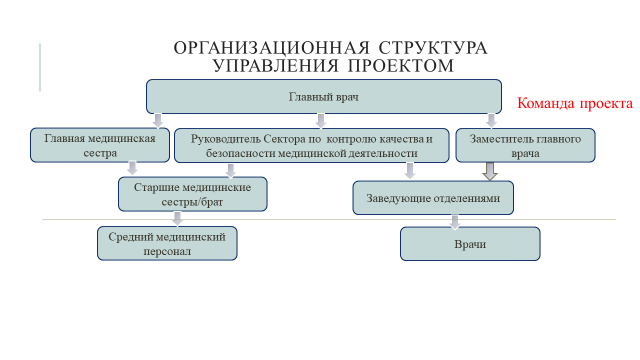 ОРГАНИЗАЦИОННАЯ СТРУКТУРА
УПРАВЛЕНИЯ ПРОЕКТОМ
Главный врач
Команда проекта
Главная медицинская
сестра
Руководитель Сектора по контролю качества и
безопасности медицинской деятельности
Заместитель главного
врача
Старшие медицинские
сестры/брат
Заведующие отделениями
Средний медицинский
персонал
Врачи